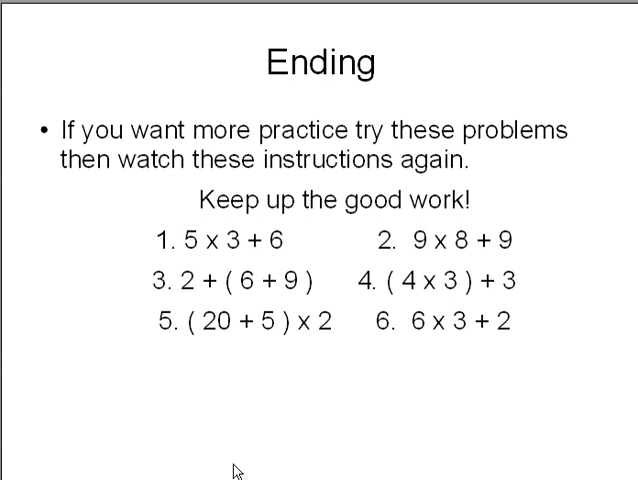 Ending
• If you want more practice try these problems
then watch these instructions again.
Keep up the good work!
1. 5 x 3 + 6 2. 9 x 8 + 9
3. 2 + ( 6 + 9 ) 4. ( 4 x 3 ) + 3
5. ( 20 + 5 ) x 2 6. 6 x 3 + 2